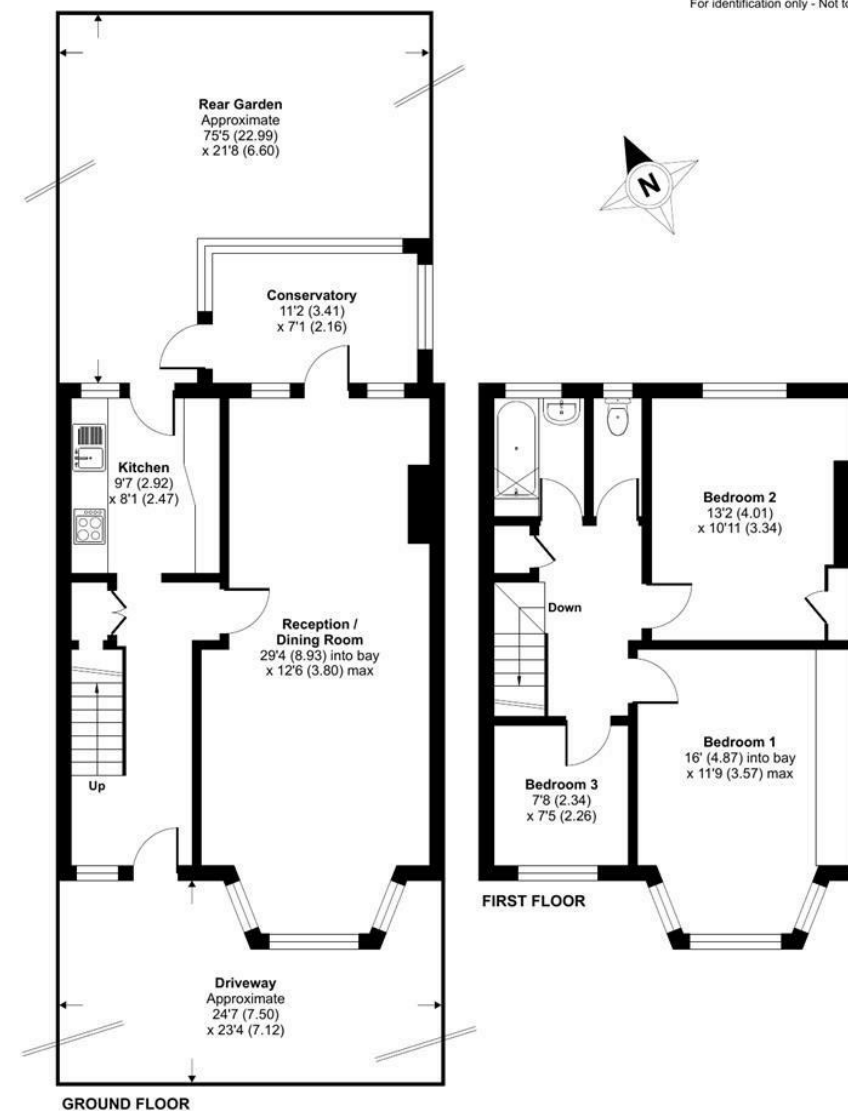 For identification only - Not to
Rear Garden
Approximate
75'5 (22.99)
x 21'8 (6.60)
N
Conservatory
11'2 (3.41)
x 7'1 (2.16)
Kitchen
9'7 (2.92)
x 8'1 (2.47)
Reception /
Dining Room
29'4 (8.93) into bay
x 12'6 (3.80) max
Up
Driveway
Approximate
24'7 (7.50)
x 23'4 (7.12)
GROUND FLOOR
Bedroom 2
13'2 (4.01)
x 10'11 (3.34)
Down
Bedroom 1
16' (4.87) into bay
x 11'9 (3.57) max
Bedroom 3
7'8 (2.34)
x 7'5 (2.26)
FIRST FLOOR